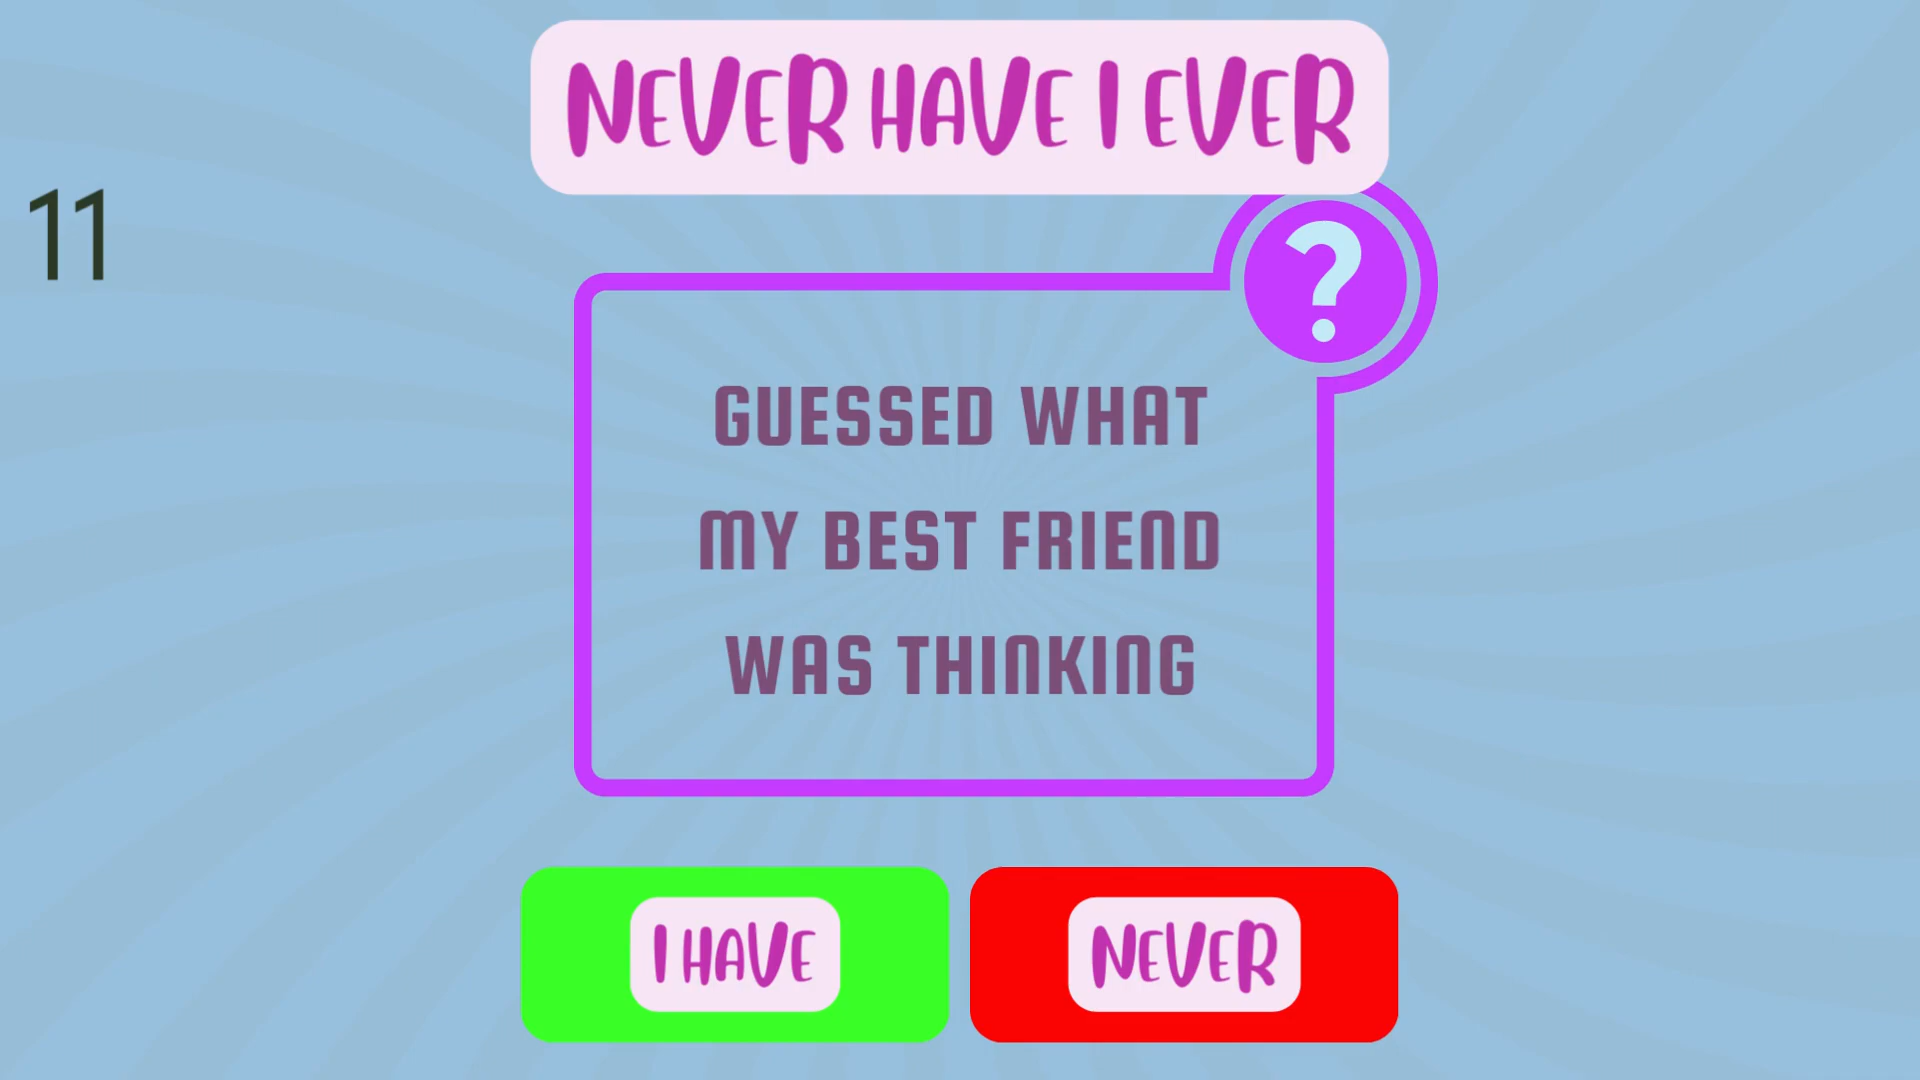 NEVER HAVE I EVER
11
?
GUESSED WHAT
MY BEST FRIEND
WAS THINKING
I HAVE
NEVER